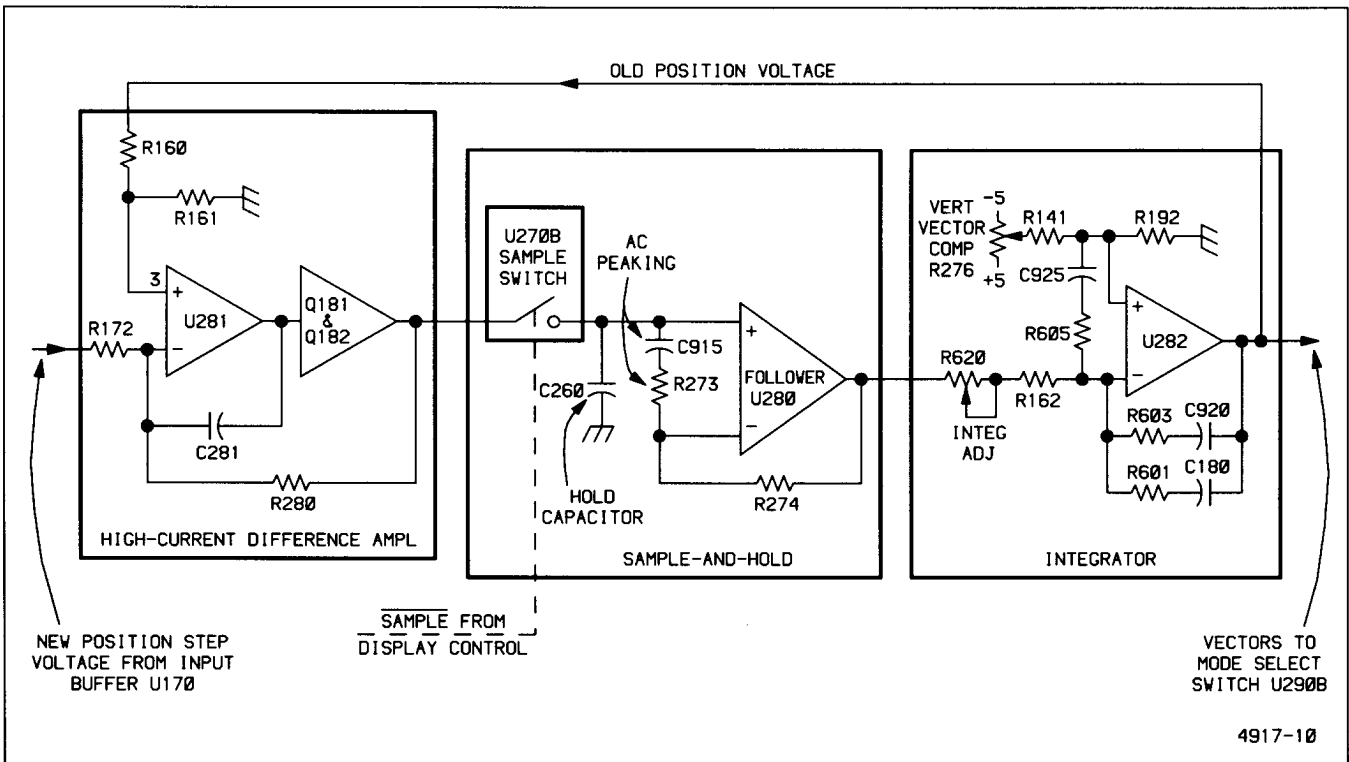 OLD POSITION VOLTAGE
R160
R161
3
+
U281
-
R172
Q181
&
Q182
C281
R280
HIGH-CURRENT DIFFERENCE AMPL
NEW POSITION STEP
VOLTAGE FROM INPUT
BUFFER U170
U270B
SAMPLE
SWITCH
AC
PEAKING
C915
R273
C260
HOLD
CAPACITOR
+
FOLLOWER
U280
-
R274
SAMPLE-AND-HOLD
SAMPLE FROM
DISPLAY CONTROL
VERT
VECTOR
COMP
R276
-5
+5
R141
R192
C925
R605
+
U282
-
R620
INTEG
ADJ
R162
R603
C920
R601
C180
INTEGRATOR
VECTORS TO
MODE SELECT
SWITCH U290B
4917-10